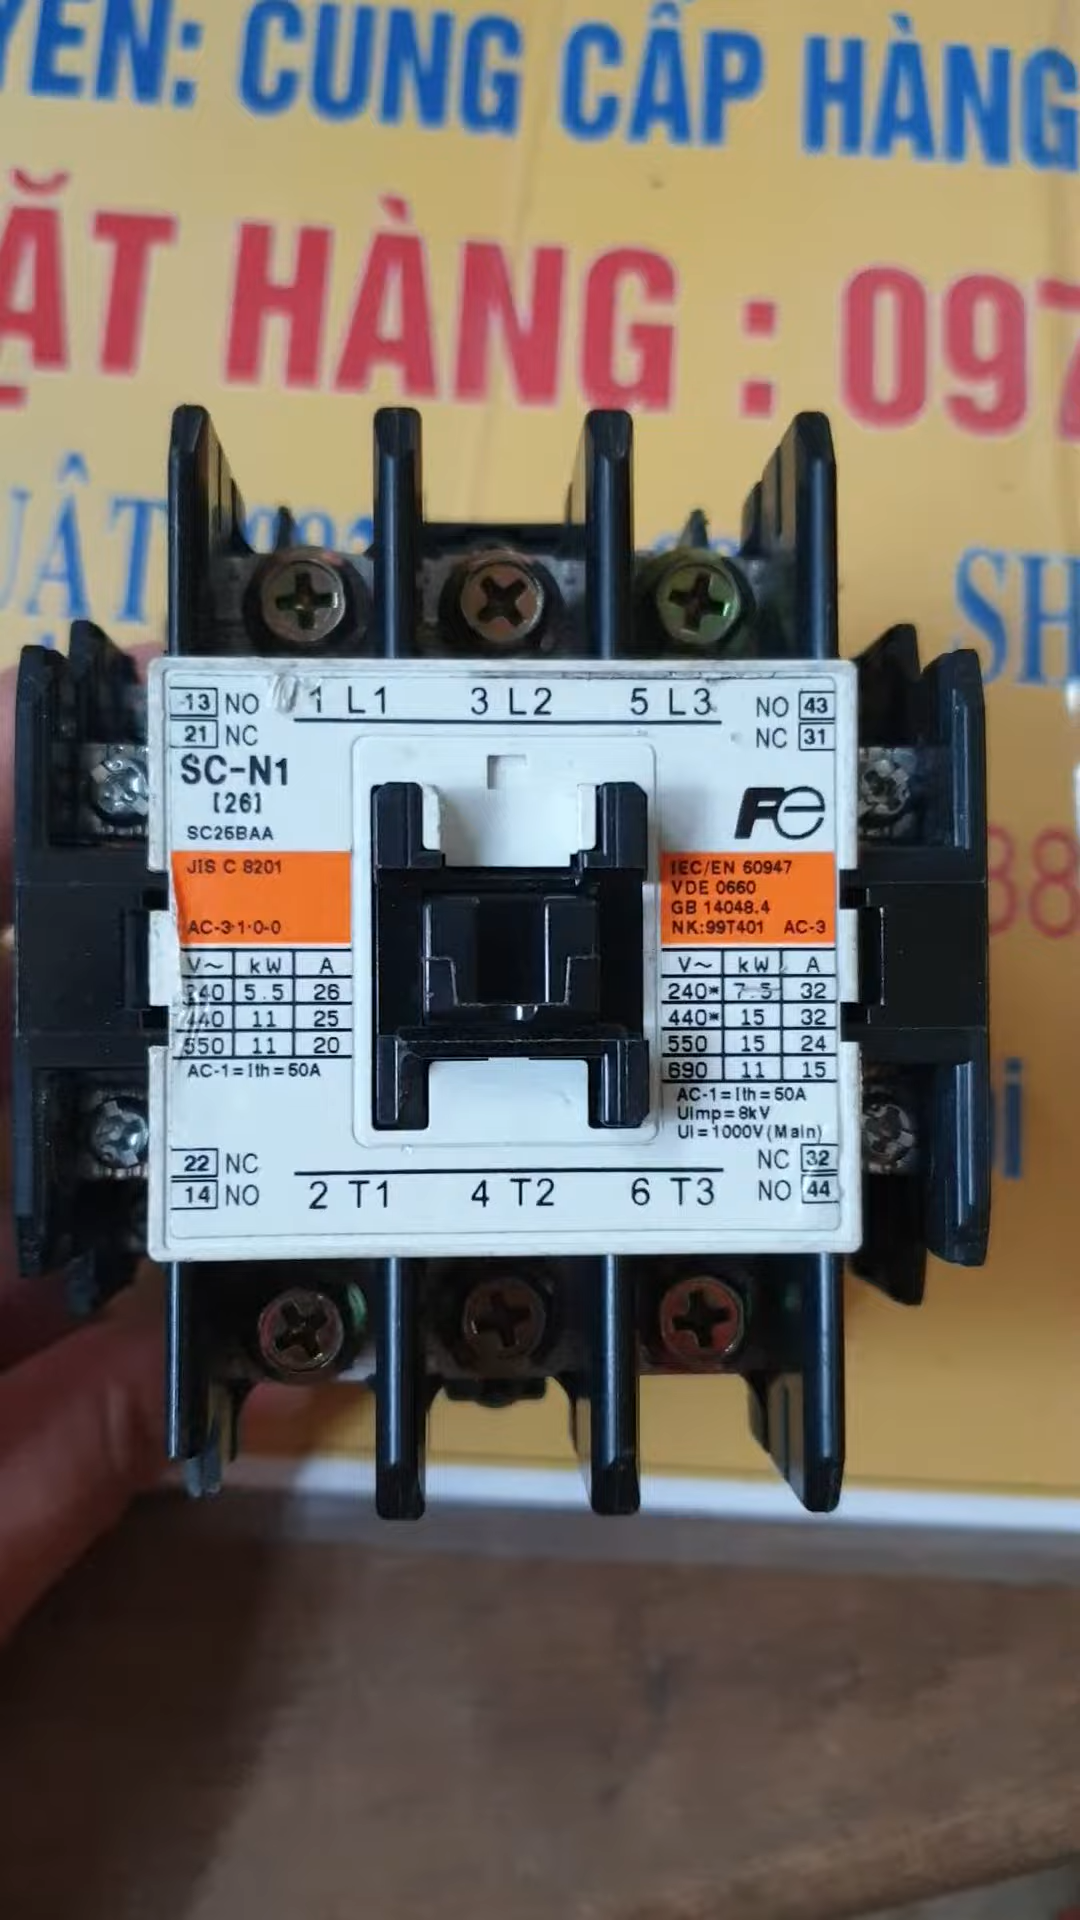 YÊN: CUNG CẤP HÀNG
ẶT HÀNG : 097
UẬT
SH
13 NO
1 L1 3 L2 5 L3
NO 43
21 NC
NC 31
SC-N1
[26]
SC25BAA
Fe
JIS C 8201
AC-3·1·0-0
V~ kW A
240 5.5 26
440 11 25
550 11 20
AC-1=Ith=50A
IEC/EN 60947
VDE 0660
GB 14048.4
NK:99T401 AC-3
V~ kW A
240* 7.5 32
440* 15 32
550 15 24
690 11 15
AC-1=Ith=50A
Uimp=8kV
Ui=1000V(Main)
22 NC
NC 32
14 NO
2 T1 4 T2 6 T3
NO 44